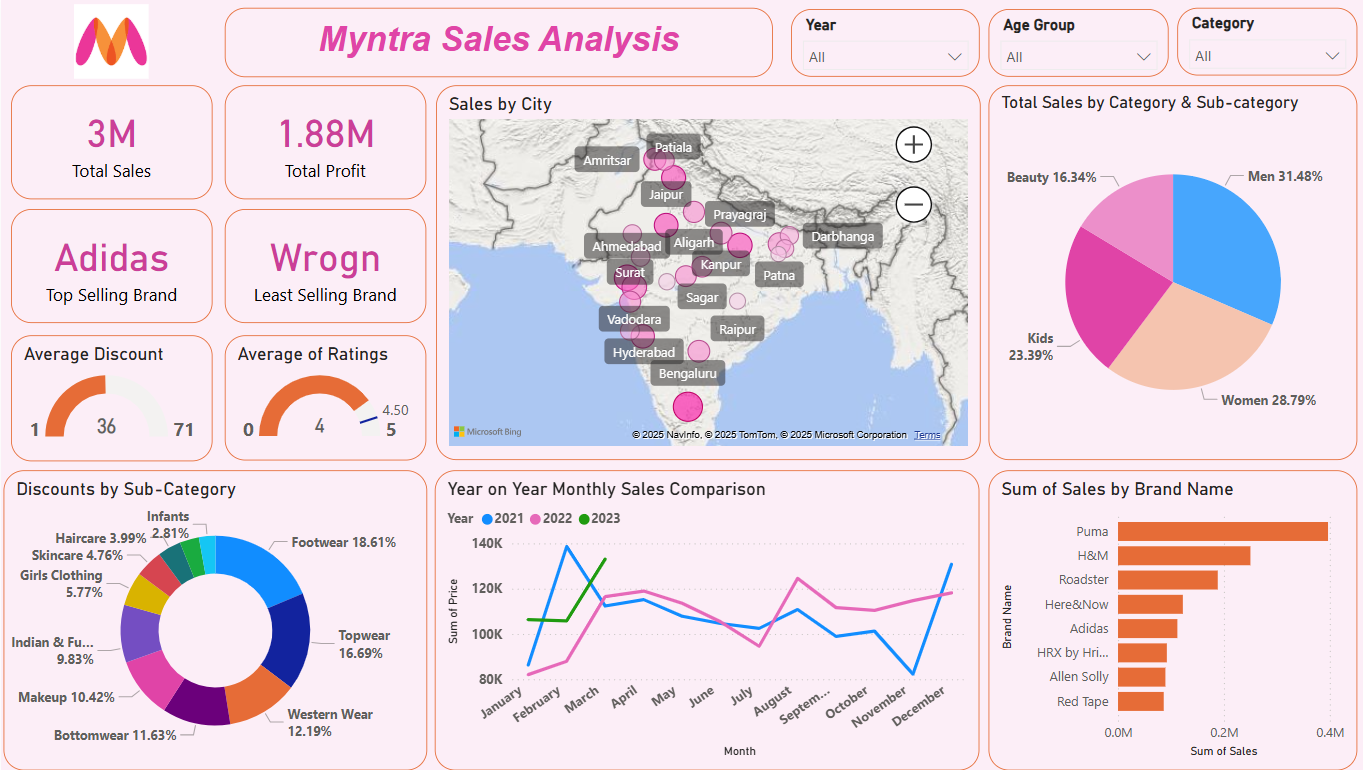 Myntra Sales Analysis
Year
All
Age Group
All
Category
All
3M
Total Sales
1.88M
Total Profit
Adidas
Top Selling Brand
Wrogn
Least Selling Brand
Average Discount
1
36
71
Average of Ratings
0
4
4.50
5
Sales by City
Patiala
Amritsar
Jaipur
Prayagraj
Darbhanga
Ahmedabad
Aligarh
Kanpur
Patna
Surat
Sagar
Vadodara
Raipur
Hyderabad
Bengaluru
Microsoft Bing
© 2025 NavInfo, © 2025 TomTom, © 2025 Microsoft Corporation Terms
Total Sales by Category & Sub-category
Beauty 16.34%
Men 31.48%
Kids
23.39%
Women 28.79%
Discounts by Sub-Category
Infants
2.81%
Haircare 3.99%
Skincare 4.76%
Girls Clothing
5.77%
Indian & Fu...
9.83%
Makeup 10.42%
Bottomwear 11.63%
Footwear 18.61%
Topwear
16.69%
Western Wear
12.19%
Year on Year Monthly Sales Comparison
Year 2021 2022 2023
Sum of Price
140K
120K
100K
80K
January
February
March
April
May
June
July
August
Septem...
October
November
December
Month
Sum of Sales by Brand Name
Brand Name
Puma
H&M
Roadster
Here&Now
Adidas
HRX by Hri...
Allen Solly
Red Tape
0.0M
0.2M
0.4M
Sum of Sales